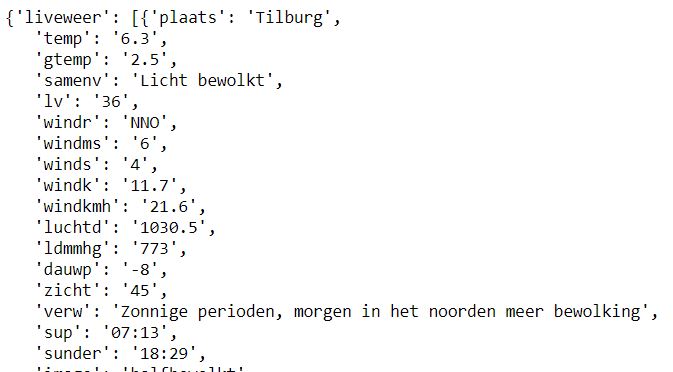 {'liveweer': [{'plaats': 'Tilburg',
'temp': '6.3',
'gtemp': '2.5',
'samenv': 'Licht bewolkt',
'lv': '36',
'windr': 'NNO',
'windms': '6',
'winds': '4',
'windk': '11.7',
'windkmh': '21.6',
'luchtd': '1030.5',
'ldmmhg': '773',
'dauwp': '-8',
'zicht': '45',
'verw': 'Zonnige perioden, morgen in het noorden meer bewolking',
'sup': '07:13',
'sunder': '18:29',